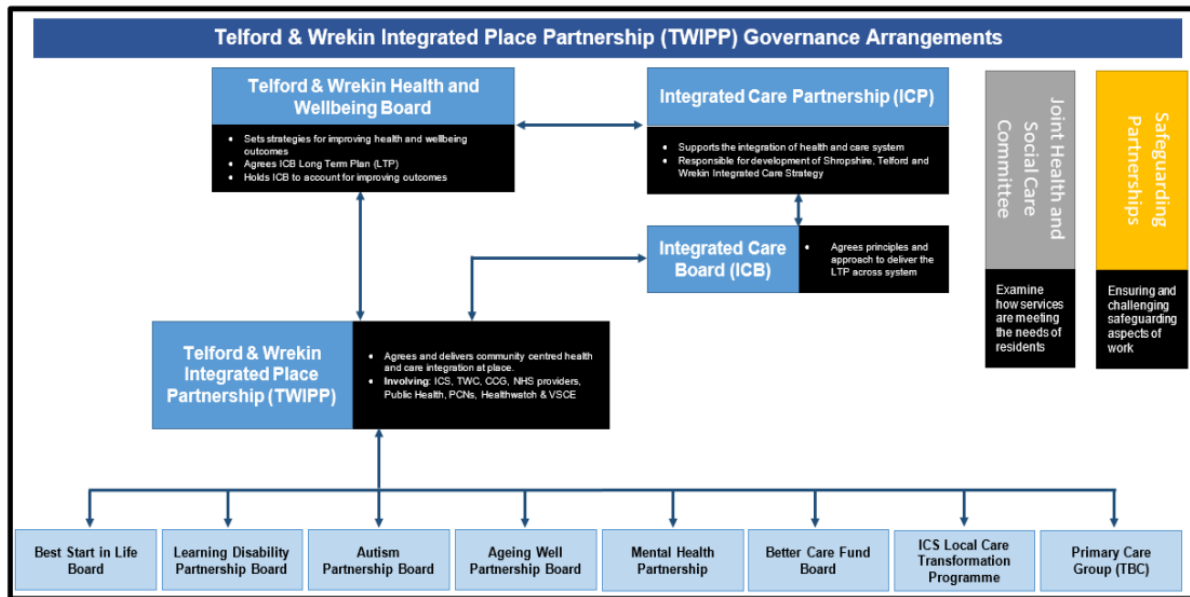 Telford & Wrekin Integrated Place Partnership (TWIPP) Governance Arrangements
Telford & Wrekin Health and
Wellbeing Board
• Sets strategies for improving health and wellbeing
outcomes
• Agrees ICB Long Term Plan (LTP)
• Holds ICB to account for improving outcomes
Integrated Care Partnership (ICP)
• Supports the integration of health and care system
• Responsible for development of Shropshire, Telford and
Wrekin Integrated Care Strategy
Joint Health and
Social Care
Committee
Examine
how services
are meeting
the needs of
residents
Safeguarding
Partnerships
Ensuring and
challenging
safeguarding
aspects of
work
Integrated Care
Board (ICB)
• Agrees principles and
approach to deliver the
LTP across system
Telford & Wrekin
Integrated Place
Partnership (TWIPP)
• Agrees and delivers community centred health
and care integration at place.
• Involving: ICS, TWC, CCG, NHS providers,
Public Health, PCNs, Healthwatch & VSCE
Best Start in Life
Board
Learning Disability
Partnership Board
Autism
Partnership Board
Ageing Well
Partnership Board
Mental Health
Partnership
Better Care Fund
Board
ICS Local Care
Transformation
Programme
Primary Care
Group (TBC)